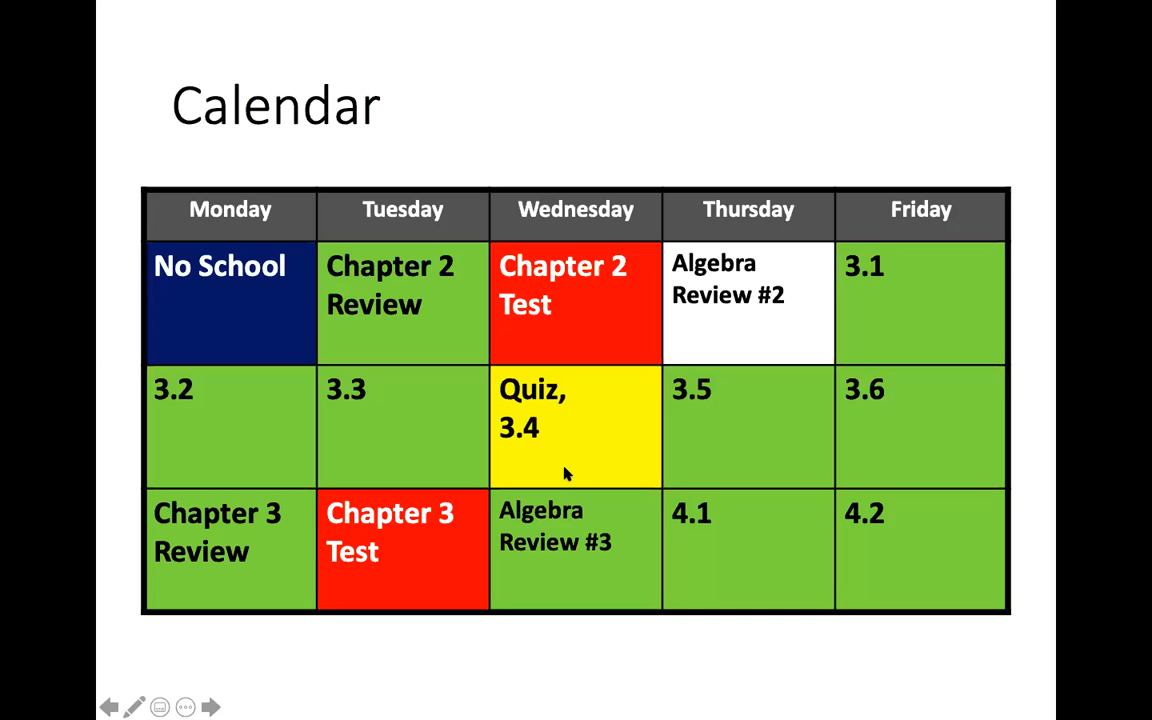 Calendar
Monday Tuesday Wednesday Thursday Friday
No School
Chapter 2
Review
Chapter 2
Test
Algebra
Review #2
3.1
3.2
3.3
Quiz,
3.4
3.5
3.6
Chapter 3
Review
Chapter 3
Test
Algebra
Review #3
4.1
4.2